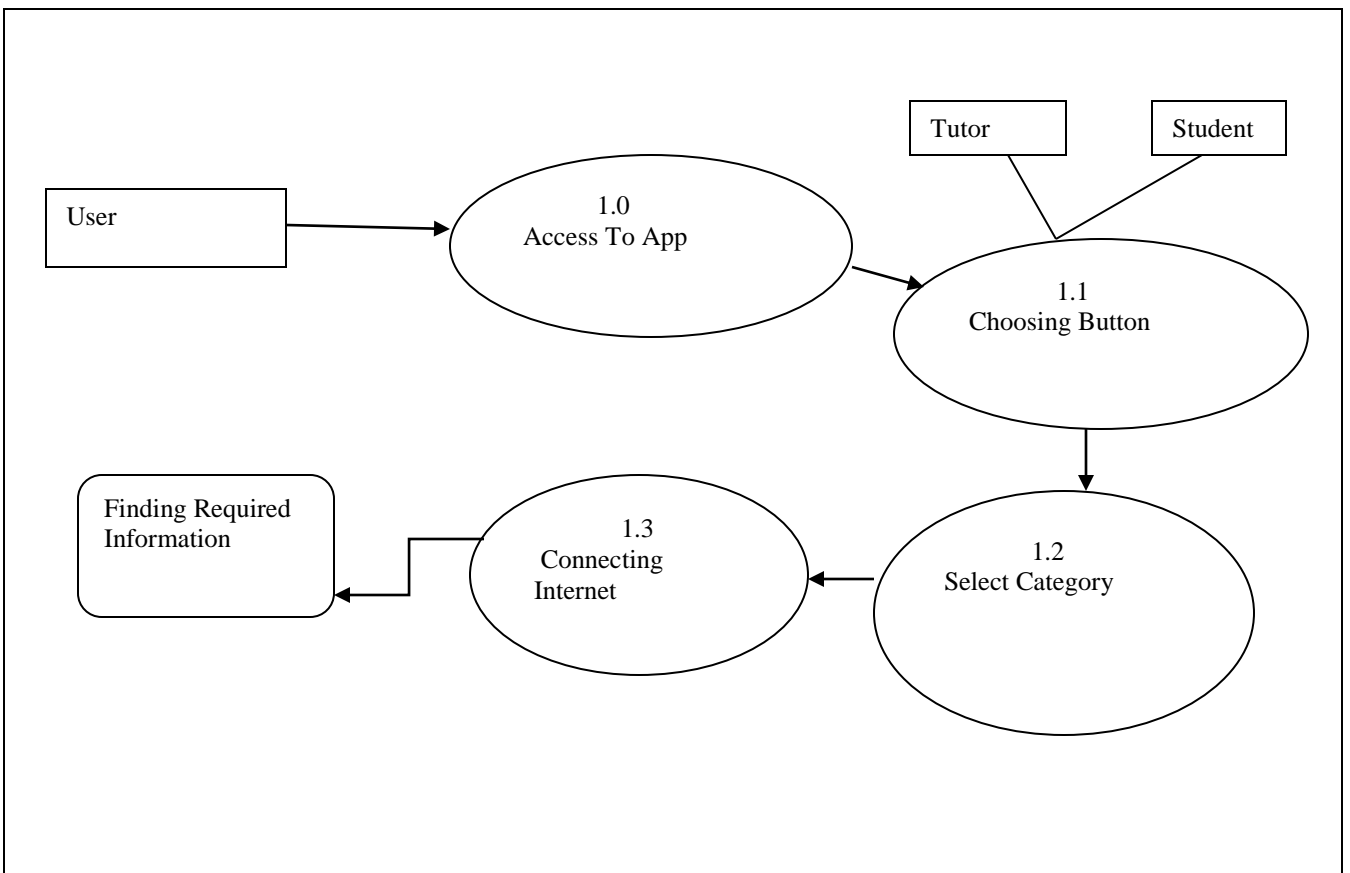 Tutor
Student
User
1.0
Access To App
1.1
Choosing Button
1.2
Select Category
1.3
Connecting
Internet
Finding Required
Information